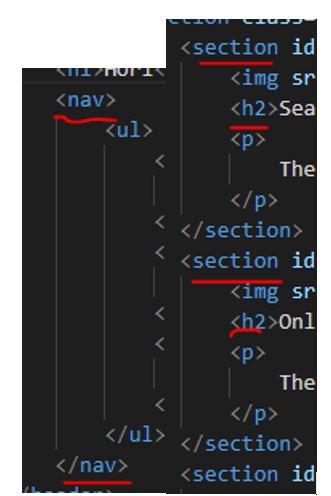 <h1>Hori<
<nav>
<ul>
<
<
<
<
<
<
</ul>
</nav>
</header>
ction class=
<section id
<img sr
<h2>Sea
<p>
The
</p>
</section>
<section id
<img sr
<h2>Onl
<p>
The
</p>
</section>
<section id